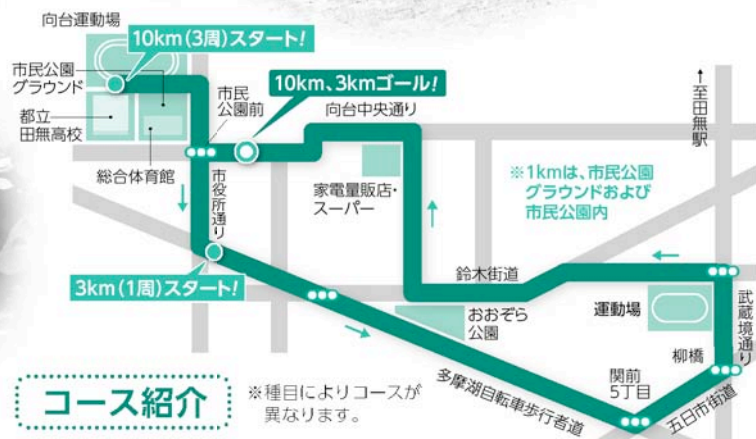 向台運動場
10km(3周)スタート!
市民公園
グラウンド
市民
公園前
10km、3kmゴール!
向台中央通り
↑至田無駅
都立
田無高校
総合体育館
市役所通り
家電量販店・
スーパー
※1kmは、市民公園
グラウンドおよび
市民公園内
3km(1周)スタート!
鈴木街道
おおぞら
公園
運動場
武蔵境通り
柳橋
関前
5丁目
多摩湖自転車歩行者道
五日市街道
コース紹介
※種目によりコースが
異なります。